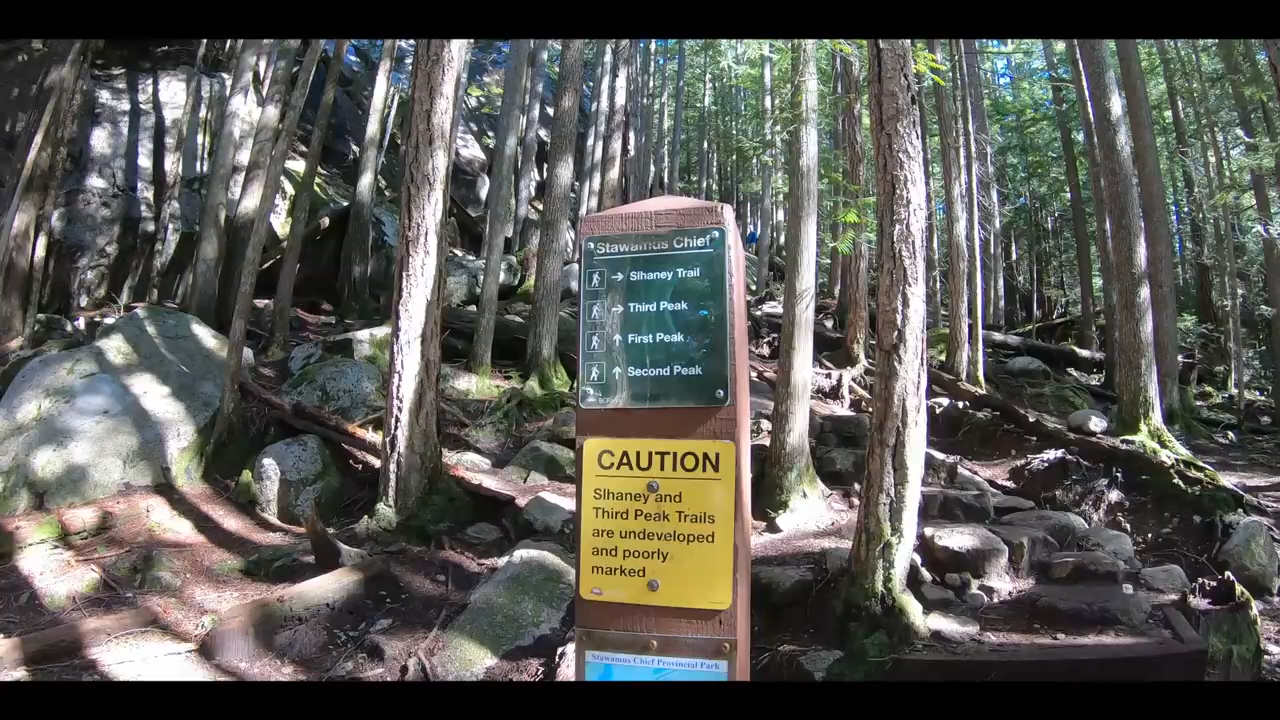 Stawamus Chief
→ Slhaney Trail
→ Third Peak
↑ First Peak
↑ Second Peak
CAUTION
Slhaney and
Third Peak Trails
are undeveloped
and poorly
marked
Stawamus Chief Provincial Park